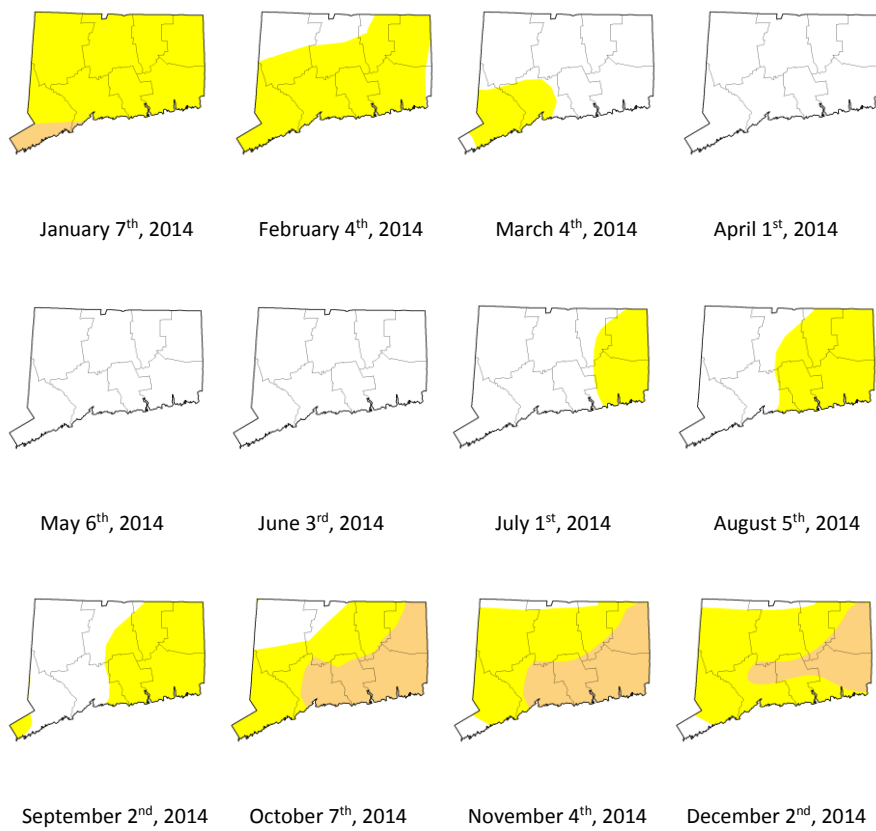 January 7th, 2014 February 4th, 2014 March 4th, 2014 April 1st, 2014
May 6th, 2014 June 3rd, 2014 July 1st, 2014 August 5th, 2014
September 2nd, 2014 October 7th, 2014 November 4th, 2014 December 2nd, 2014